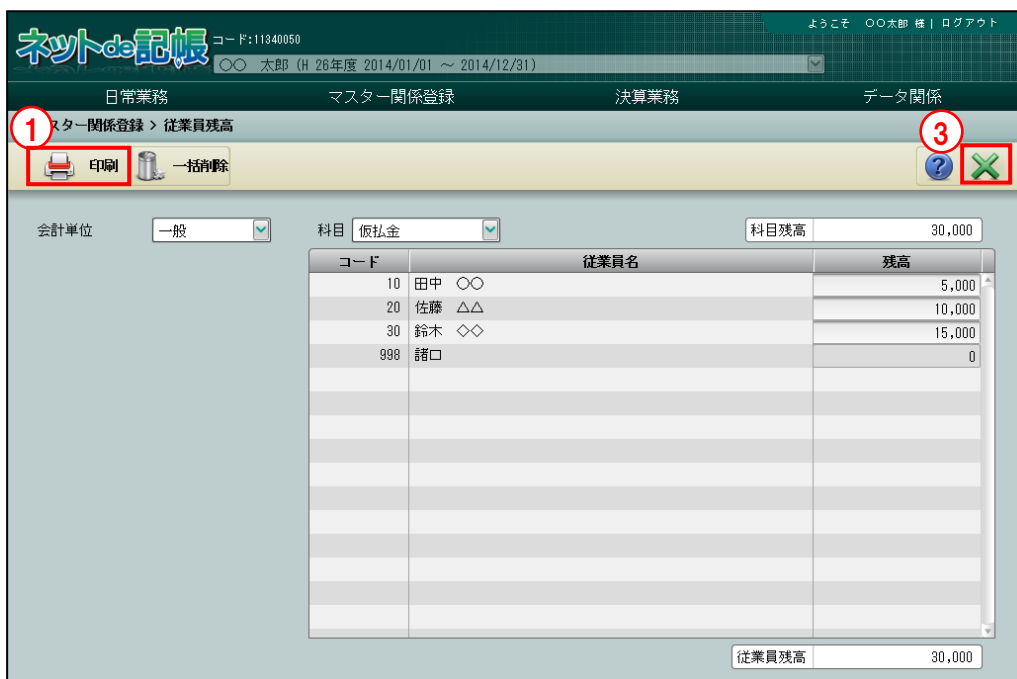 ようこそ 〇〇太郎 様 | ログアウト
ネットde記帳 コード:11340050
〇〇 太郎 (H 26年度 2014/01/01 ～ 2014/12/31)
日常業務 マスター関係登録 決算業務 データ関係
1 スター関係登録 > 従業員残高 3
印刷 一括削除 ?
会計単位 一般 科目 仮払金 科目残高 30,000
コード 従業員名 残高
10 田中 〇〇 5,000
20 佐藤 △△ 10,000
30 鈴木 ◇◇ 15,000
998 諸口 0
従業員残高 30,000